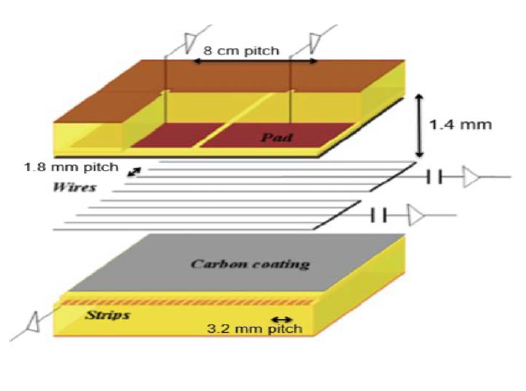 8 cm pitch
Pad
1.4 mm
1.8 mm pitch
Wires
Carbon coating
Strips
3.2 mm pitch